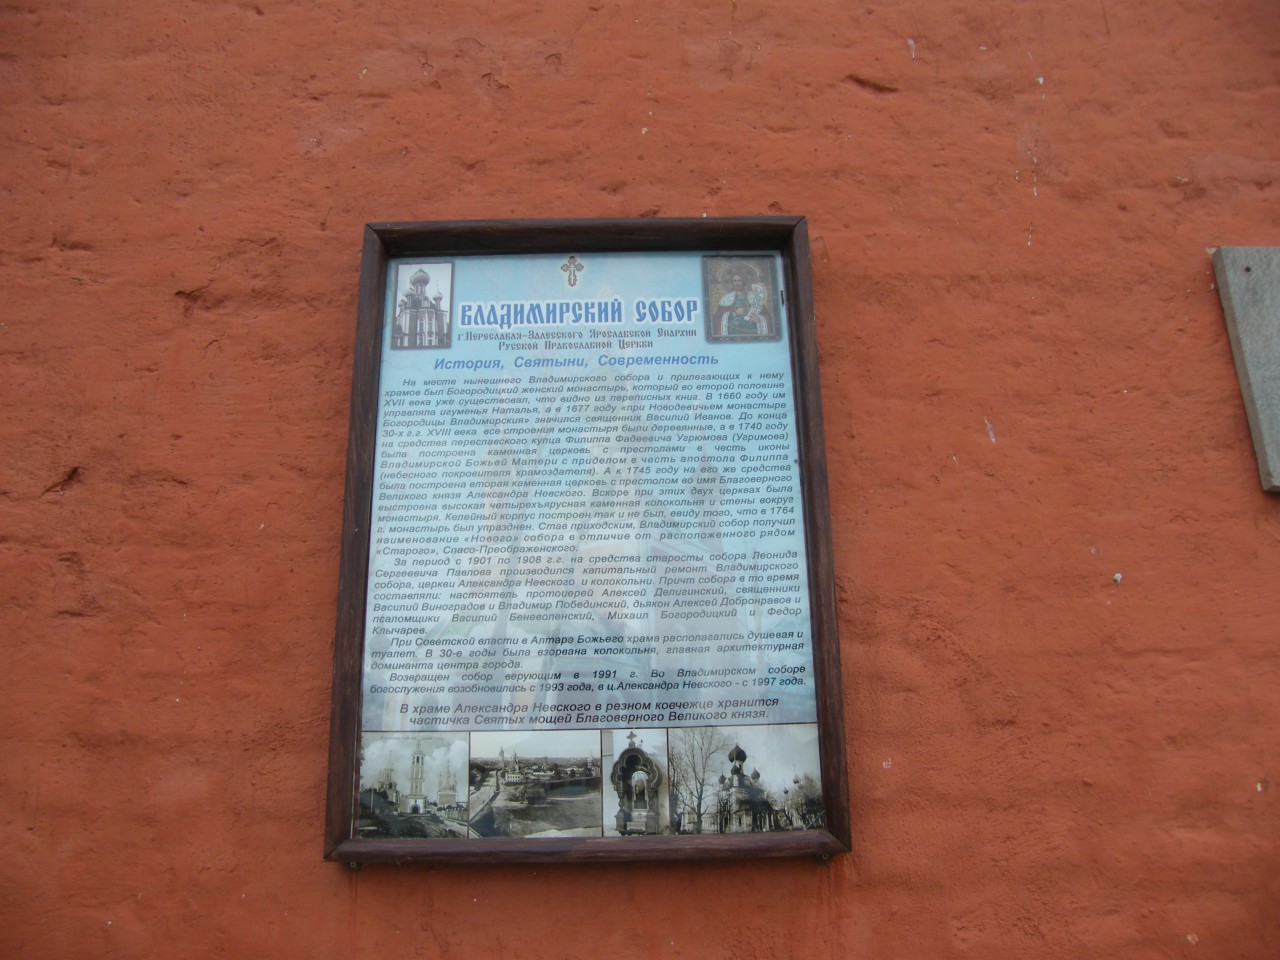 ВЛАДИМИРСКИЙ СОБОР
г. Переславля-Залесского Ярославской Епархии
Русской Православной Церкви
История, Святыни, Современность
На месте нынешнего Владимирского собора и прилегающих к нему
храмов был Богородицкий женский монастырь, который во второй половине
XVII века уже существовал, что видно из переписных книг. В 1660 году им
управляла игуменья Наталья, а в 1677 году «при Новодевичьем монастыре
Богородицы Владимирския» значился священник Василий Иванов. До конца
30-х г.г. XVIII века все строения монастыря были деревянные, а в 1740 году
на средства переславского купца Филиппа Фадеевича Угрюмова (Угримова)
была построена каменная церковь с престолами в честь иконы
Владимирской Божьей Матери с приделом в честь апостола Филиппа
(небесного покровителя храмоздателя). А к 1745 году на его же средства
была построена вторая каменная церковь с престолом во имя Благоверного
Великого князя Александра Невского. Вскоре при этих двух церквах была
выстроена высокая четырехъярусная каменная колокольня и стены вокруг
монастыря. Келейный корпус построен так и не был, ввиду того, что в 1764
г. монастырь был упразднен. Став приходским, Владимирский собор получил
наименование «Нового» собора в отличие от расположенного рядом
«Старого», Спасо-Преображенского.
За период с 1901 по 1908 г.г. на средства старосты собора Леонида
Сергеевича Павлова производился капитальный ремонт Владимирского
собора, церкви Александра Невского и колокольни. Причт собора в то время
составляли: настоятель протоиерей Алексей Делигинский, священники
Василий Виноградов и Владимир Побединский, дьякон Алексей Добронравов и
псаломщики Василий Беневоленский, Михаил Богородицкий и Федор
Клычарев.
При Советской власти в Алтарэ Божьего храма располагались душевая и
туалет. В 30-е годы была взорвана колокольня, главная архитектурная
доминанта центра города.
Возвращен собор верующим в 1991 г. Во Владимирском соборе
богослужения возобновились с 1993 года, в ц.Александра Невского - с 1997 года.
В храме Александра Невского в резном ковчежце хранится
частичка Святых мощей Благоверного Великого князя.